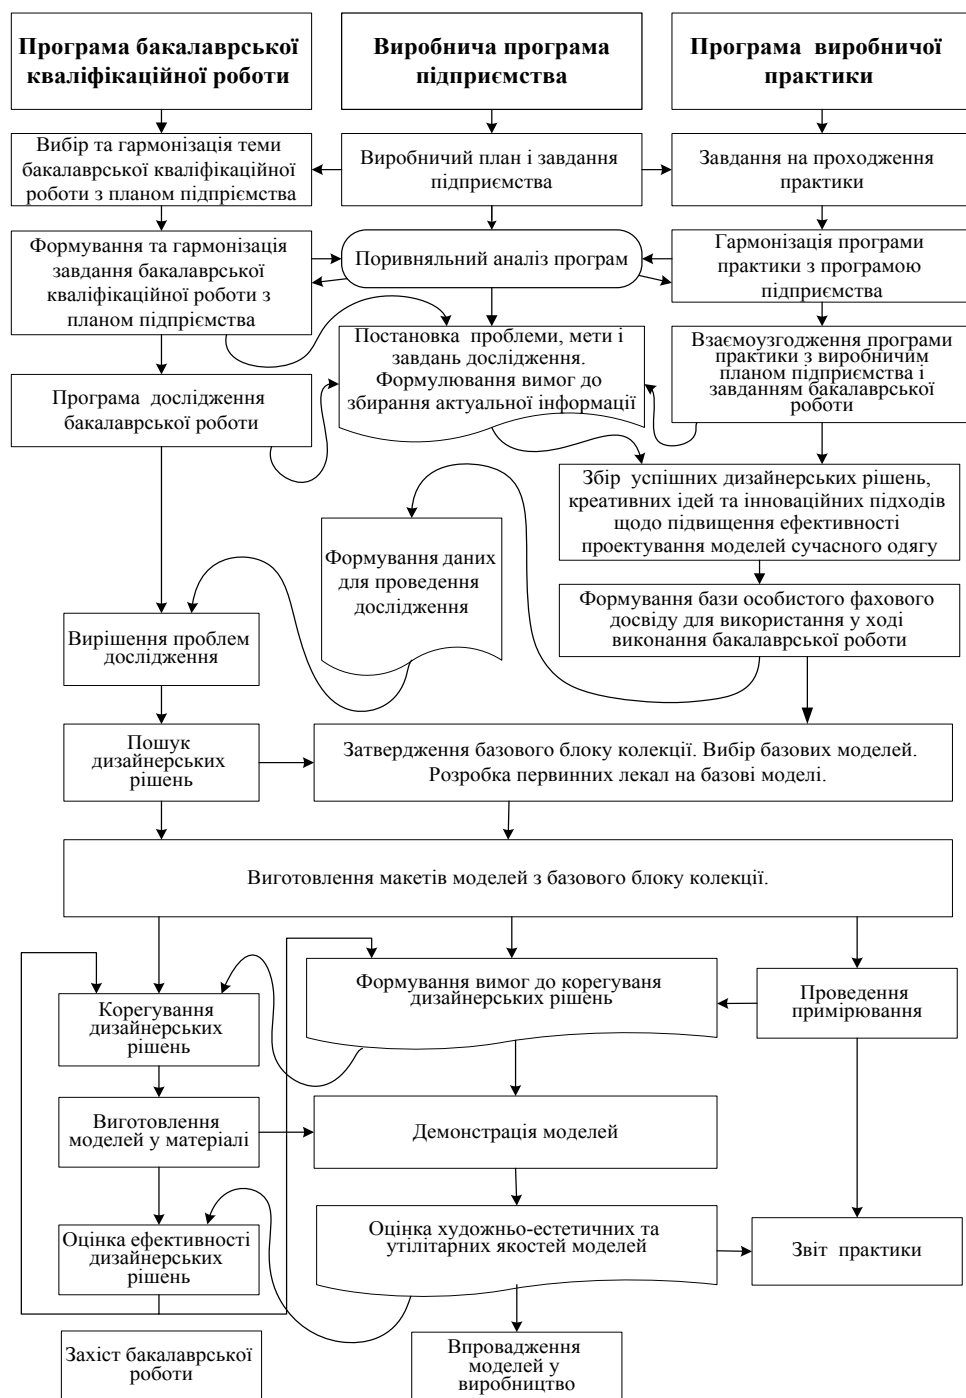 Програма бакалаврської
кваліфікаційної роботи
Виробнича програма
підприємства
Програма виробничої
практики
Вибір та гармонізація теми
бакалаврської кваліфікаційної
роботи з планом підпріємства
Виробничий план і завдання
підприємства
Завдання на проходження
практики
Формування та гармонізація
завдання бакалаврської
кваліфікаційної роботи з
планом підпріємства
Поривняльний аналіз програм
Гармонізація програми
практики з програмою
підприємства
Постановка проблеми, мети і
завдань дослідження.
Формулювання вимог до
збирання актуальної інформації
Взаємоузгодження програми
практики з виробничим
планом підприємства і
завданням бакалаврської
роботи
Програма дослідження
бакалаврської роботи
Збір успішних дизайнерських рішень,
креативних ідей та інноваційних підходів
щодо підвищення ефективності
проектування моделей сучасного одягу
Формування даних
для проведення
дослідження
Формування бази особистого фахового
досвіду для використання у ході
виконання бакалаврської роботи
Вирішення проблем
дослідження
Пошук
дизайнерських
рішень
Затвердження базового блоку колекції. Вибір базових моделей.
Розробка первинних лекал на базові моделі.
Виготовлення макетів моделей з базового блоку колекції.
Корегування
дизайнерських
рішень
Формування вимог до корегуваня
дизайнерських рішень
Проведення
примірювання
Виготовлення
моделей у матеріалі
Демонстрація моделей
Оцінка ефективності
дизайнерських
рішень
Оцінка художньо-естетичних та
утілітарних якостей моделей
Звіт практики
Захіст бакалаврської
роботи
Впровадження
моделей у
виробництво